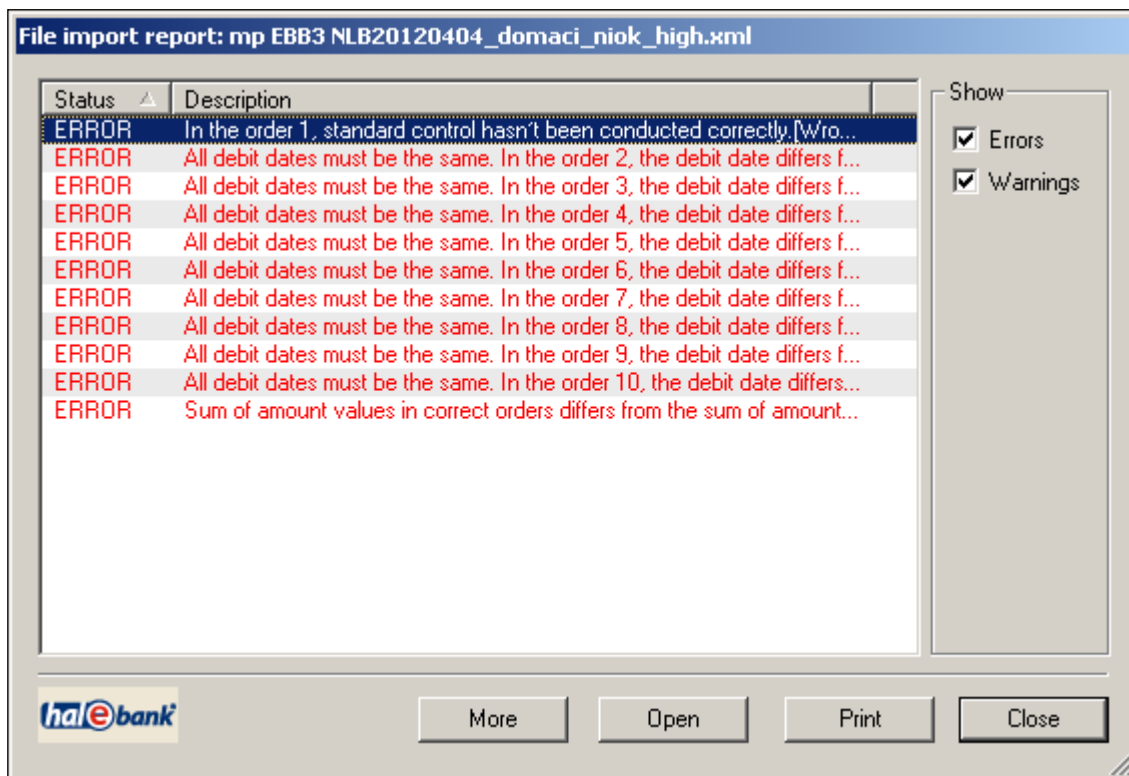 File import report: mp EBB3 NLB20120404_domaci_niok_high.xml
Status Description
ERROR In the order 1, standard control hasn't been conducted correctly.[Wro...
ERROR All debit dates must be the same. In the order 2, the debit date differs f...
ERROR All debit dates must be the same. In the order 3, the debit date differs f...
ERROR All debit dates must be the same. In the order 4, the debit date differs f...
ERROR All debit dates must be the same. In the order 5, the debit date differs f...
ERROR All debit dates must be the same. In the order 6, the debit date differs f...
ERROR All debit dates must be the same. In the order 7, the debit date differs f...
ERROR All debit dates must be the same. In the order 8, the debit date differs f...
ERROR All debit dates must be the same. In the order 9, the debit date differs f...
ERROR All debit dates must be the same. In the order 10, the debit date differs...
ERROR Sum of amount values in correct orders differs from the sum of amount...
Show
Errors
Warnings
hal e bank
More Open Print Close